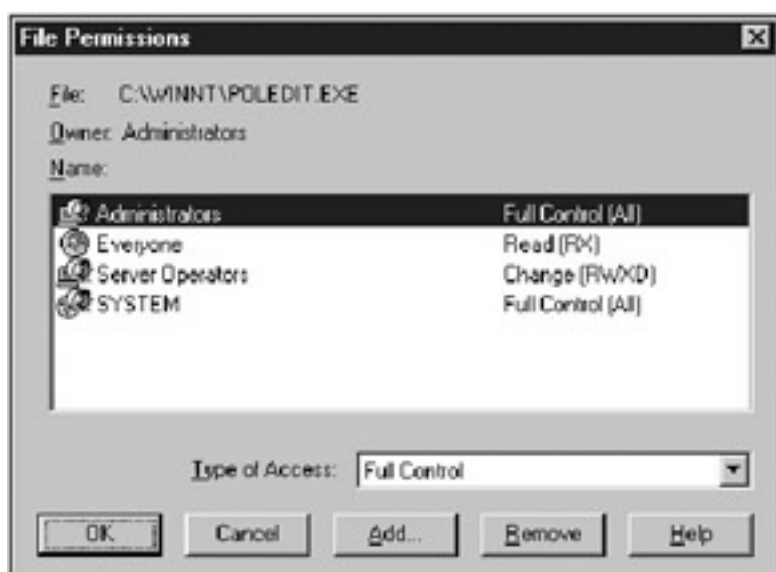 File Permissions
File: C:\WINNT\POLEDIT.EXE
Owner: Administrators
Name:
Administrators Full Control (All)
Everyone Read (RX)
Server Operators Change (RWXD)
SYSTEM Full Control (All)
Type of Access: Full Control
OK Cancel Add... Remove Help